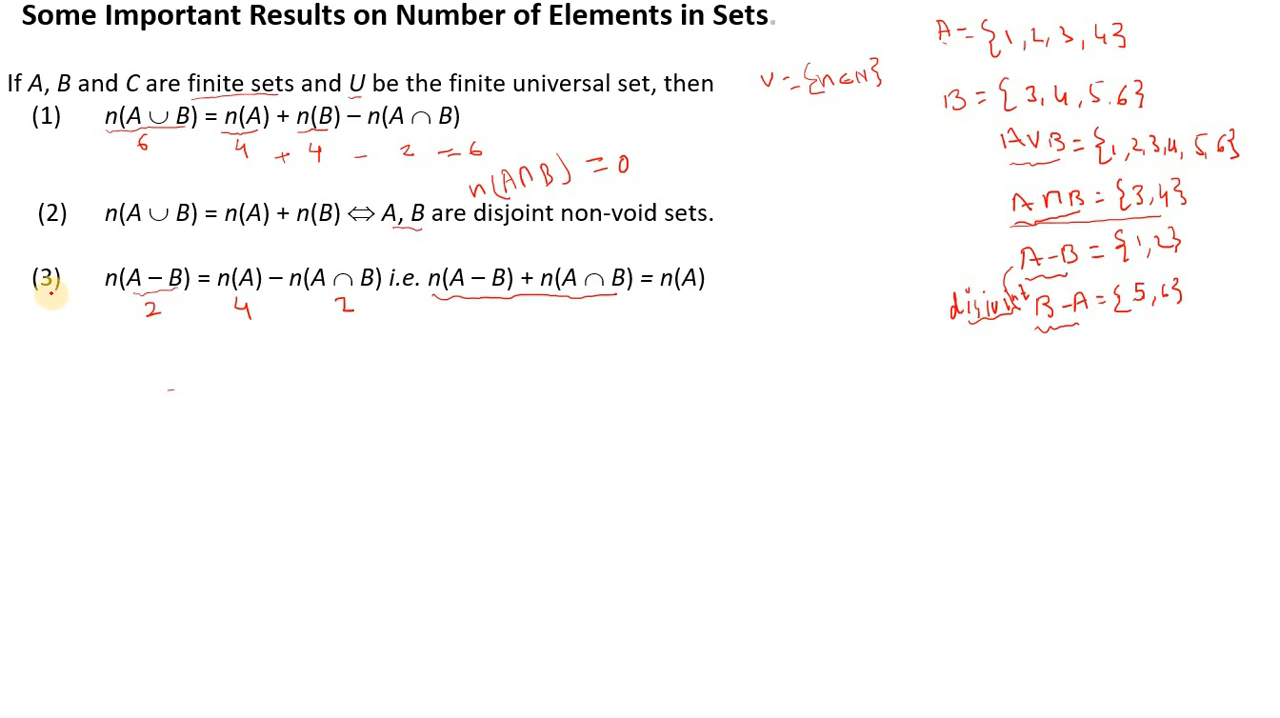 Some Important Results on Number of Elements in Sets.
A = {1, 2, 3, 4}
If A, B and C are finite sets and U be the finite universal set, then
U = {n∈N}
B = {3, 4, 5.6}
(1) n(A ∪ B) = n(A) + n(B) – n(A ∩ B)
6 4 + 4 – 2 = 6
A∪B = {1, 2, 3, 4, 5, 6}
n(A∩B) = 0
A∩B = {3, 4}
(2) n(A ∪ B) = n(A) + n(B) ⇔ A, B are disjoint non-void sets.
A–B = {1, 2}
(3) n(A – B) = n(A) – n(A ∩ B) i.e. n(A – B) + n(A ∩ B) = n(A)
2 4 2
disjoint B–A = {5, 6}